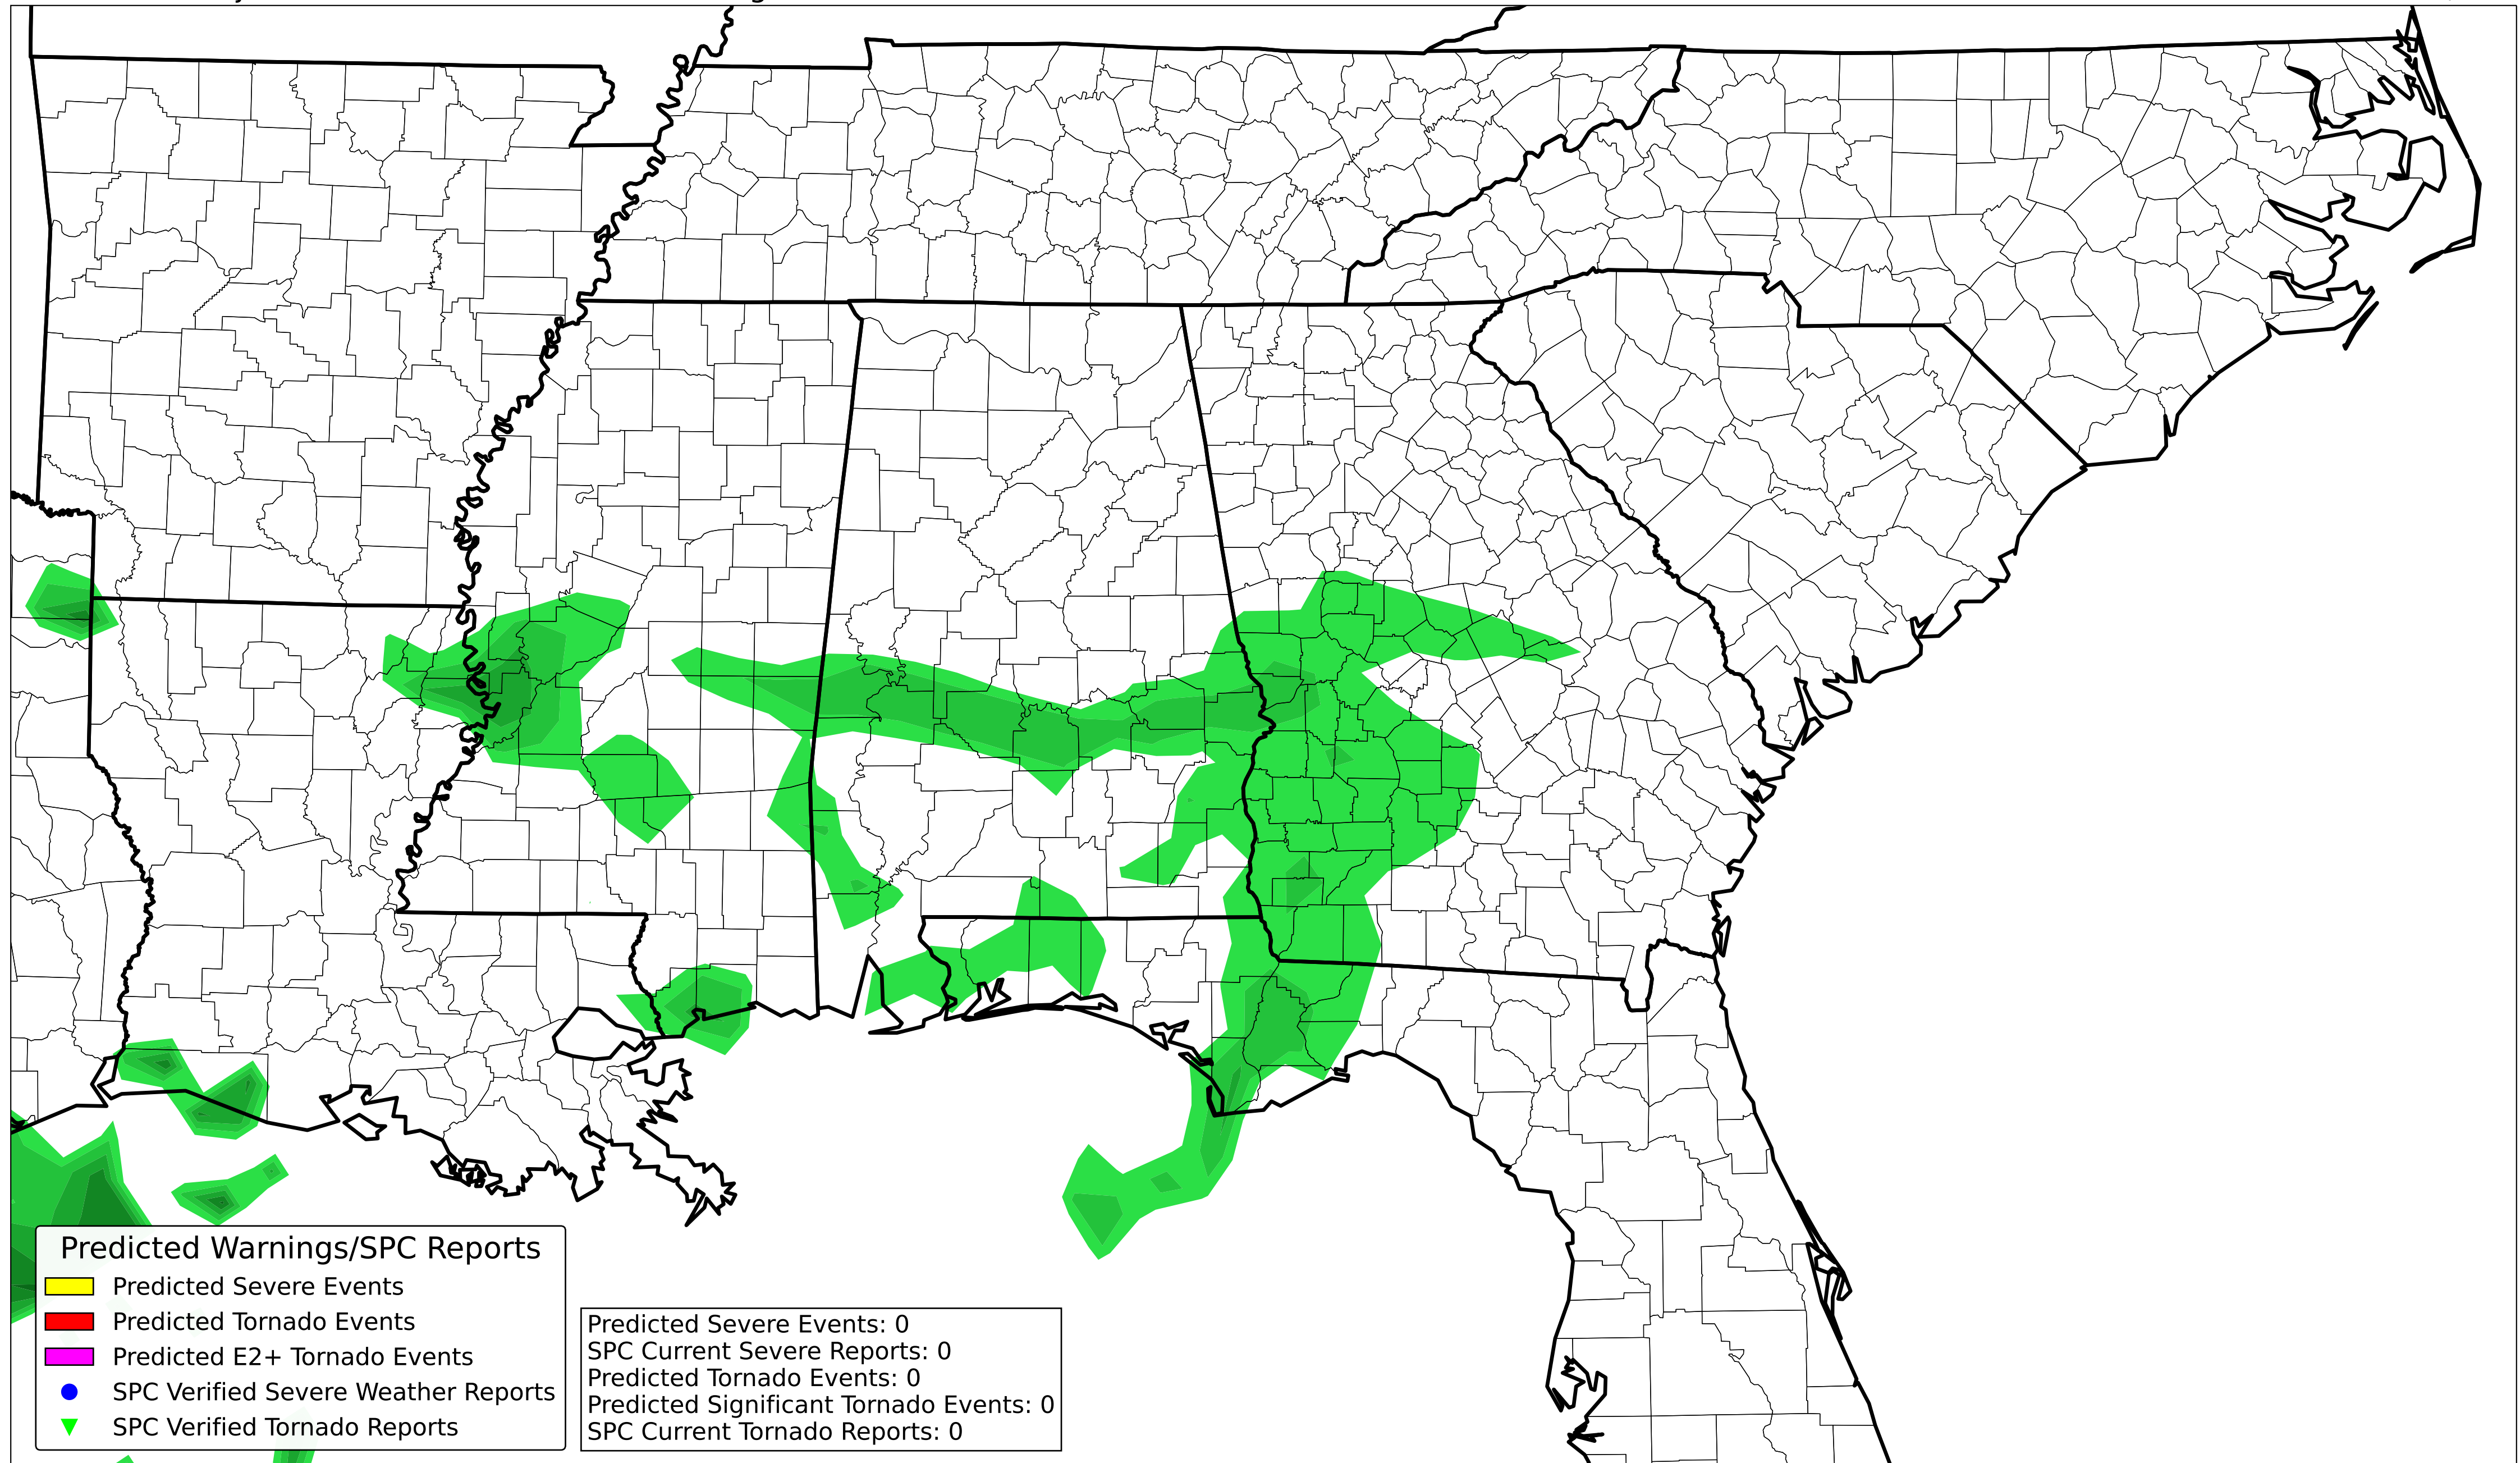 Predicted Warnings/SPC Reports
Predicted Severe Events
Predicted Tornado Events
Predicted E2+ Tornado Events
SPC Verified Severe Weather Reports
SPC Verified Tornado Reports
Predicted Severe Events: 0
SPC Current Severe Reports: 0
Predicted Tornado Events: 0
Predicted Significant Tornado Events: 0
SPC Current Tornado Reports: 0